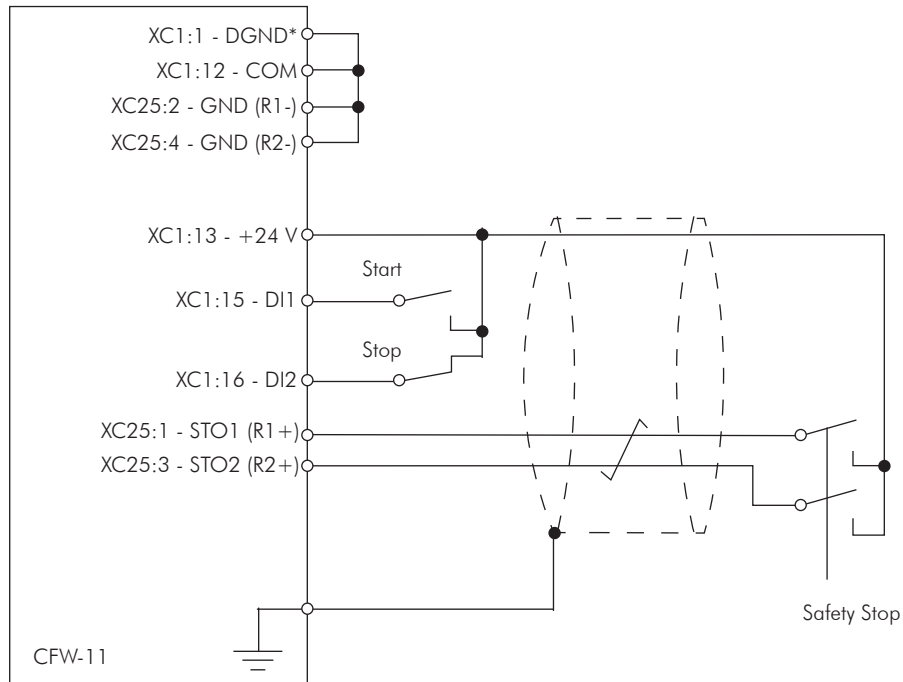 XC1:1 - DGND*
XC1:12 - COM
XC25:2 - GND (R1-)
XC25:4 - GND (R2-)
XC1:13 - +24 V
Start
XC1:15 - DI1
Stop
XC1:16 - DI2
XC25:1 - STO1 (R1+)
XC25:3 - STO2 (R2+)
Safety Stop
CFW-11